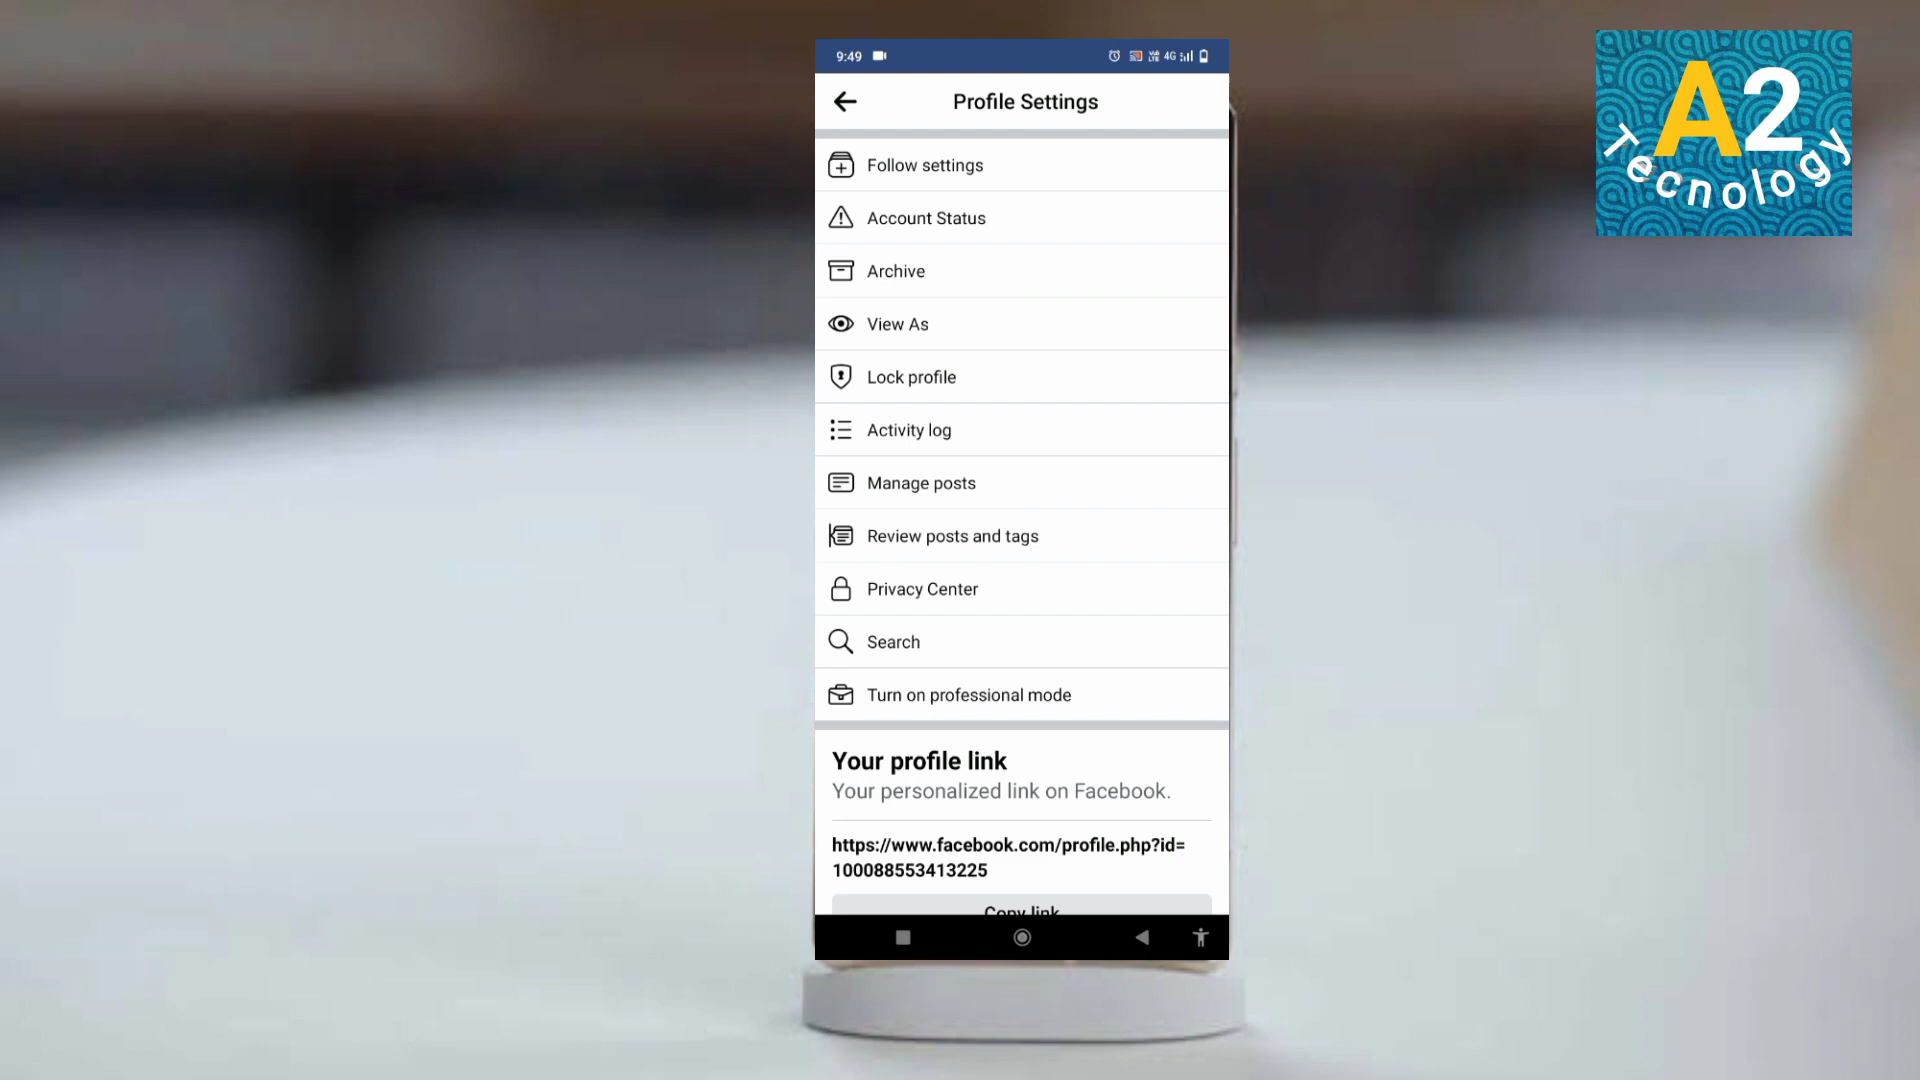 9:49
4G
A2
Tecnology
Profile Settings
Follow settings
Account Status
Archive
View As
Lock profile
Activity log
Manage posts
Review posts and tags
Privacy Center
Search
Turn on professional mode
Your profile link
Your personalized link on Facebook.
https://www.facebook.com/profile.php?id=
100088553413225
Copy link